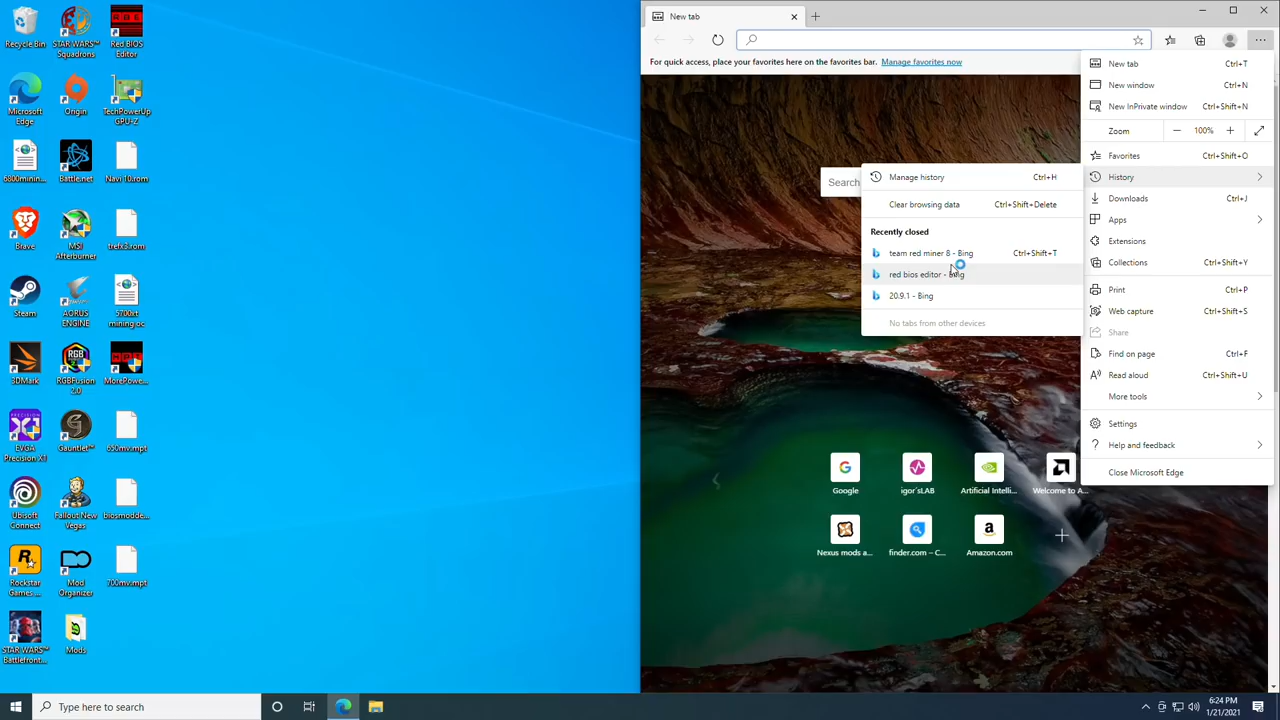 Recycle Bin
STAR WARS™
Squadrons
Red BIOS
Editor
Microsoft
Edge
Origin
TechPowerUp
GPU-Z
6800minin...
Battle.net
Navi 10.rom
Brave
MSI
Afterburner
trefx3.rom
Steam
AORUS
ENGINE
5700xt
mining.oc
3DMark
RGBFusion
2.0
MorePowe...
EVGA
Precision X1
Gauntlet™
650mv.mpt
Ubisoft
Connect
Fallout New
Vegas
biosmodde...
Rockstar
Games ...
Mod
Organizer
700mv.mpt
STAR WARS™
Battlefront...
Mods
New tab
For quick access, place your favorites here on the favorites bar. Manage favorites now
Search
Manage history Ctrl+H
Clear browsing data Ctrl+Shift+Delete
Recently closed
team red miner 8 - Bing Ctrl+Shift+T
red bios editor - Bing
20.9.1 - Bing
No tabs from other devices
New tab Ctrl+T
New window Ctrl+N
New InPrivate window Ctrl+Shift+N
Zoom 100%
Favorites Ctrl+Shift+O
History
Downloads Ctrl+J
Apps
Extensions
Collections Ctrl+Shift+Y
Print Ctrl+P
Web capture Ctrl+Shift+S
Share
Find on page Ctrl+F
Read aloud Ctrl+Shift+U
More tools
Settings
Help and feedback
Close Microsoft Edge
Google
igor'sLAB
Artificial Intelli...
Welcome to A...
Nexus mods a...
finder.com – C...
Amazon.com
Type here to search
6:24 PM
1/21/2021